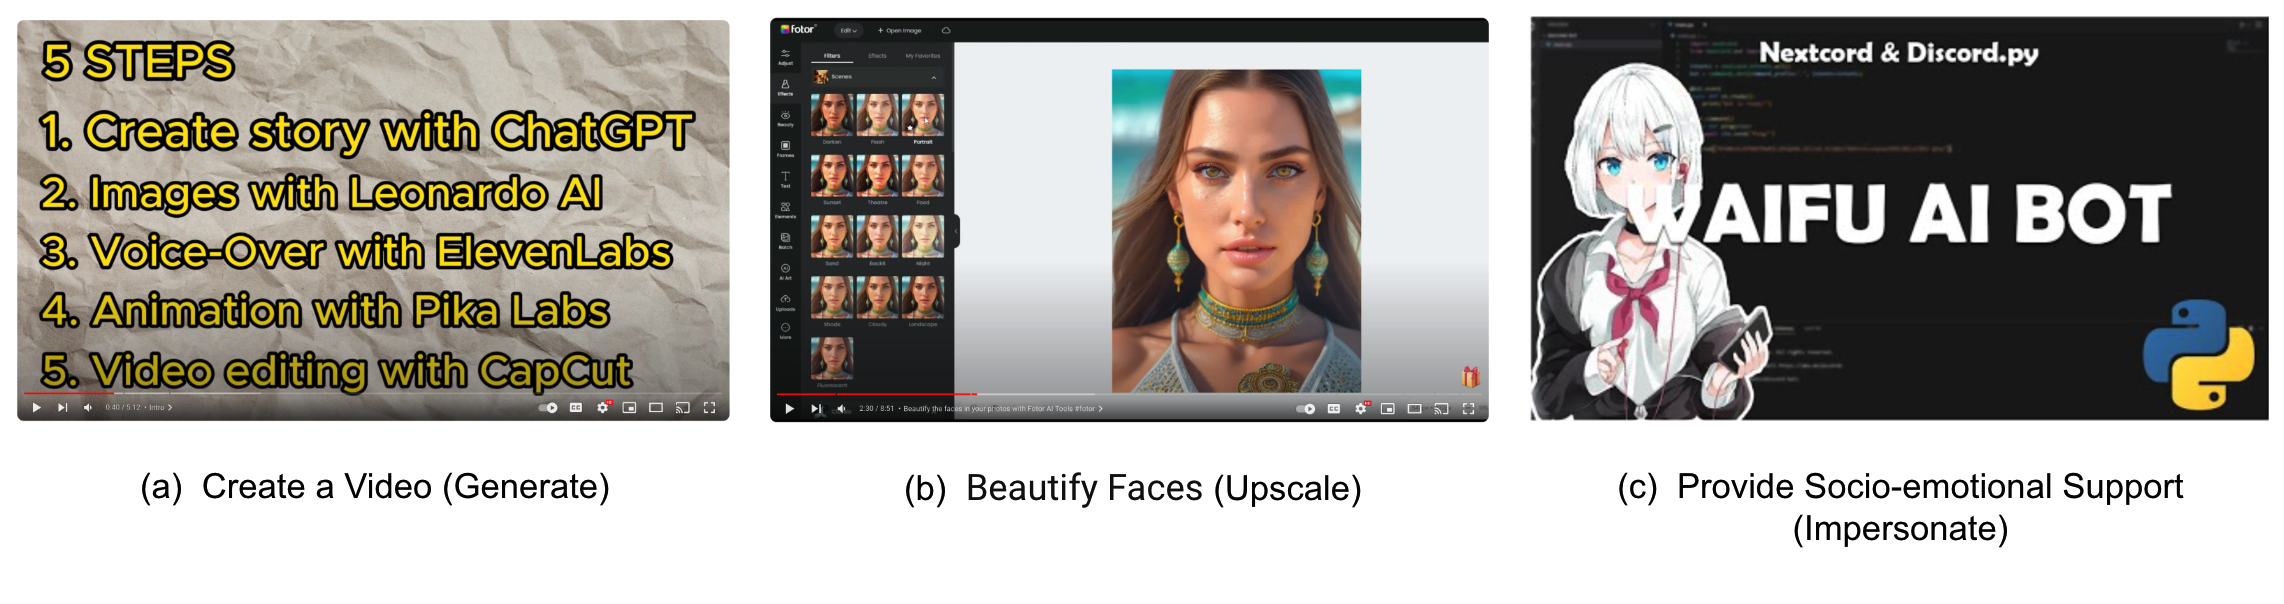 5 STEPS
1. Create story with ChatGPT
2. Images with Leonardo AI
3. Voice-Over with ElevenLabs
4. Animation with Pika Labs
5. Video editing with CapCut
0:40 / 5:12 • Intro >
(a) Create a Video (Generate)
fotor
Edit
+ Open Image
Adjust
Effects
Beauty
Frames
Text
Elements
Batch
AI Art
Uploads
More
Filters Effects My Favorites
Scenes
Darken Flash Portrait
Sunset Theatre Food
Sand Backlit Night
Shade Cloudy Landscape
Fluorescent
2:30 / 8:51 • Beautify the faces in your photos with Fotor AI Tools #fotor >
(b) Beautify Faces (Upscale)
Nextcord & Discord.py
WAIFU AI BOT
(c) Provide Socio-emotional Support
(Impersonate)